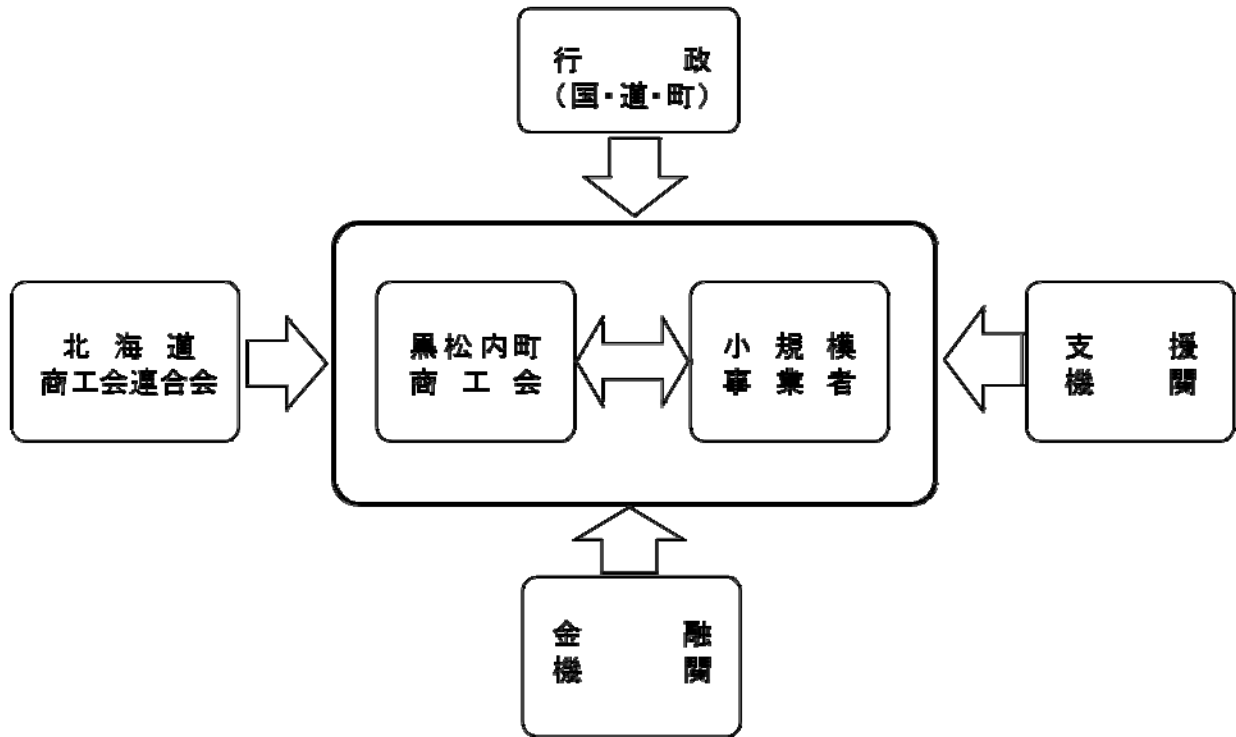 行政
（国・道・町）
北海道
商工会連合会
黒松内町
商工会
小規模
事業者
支援
機関
金融
機関